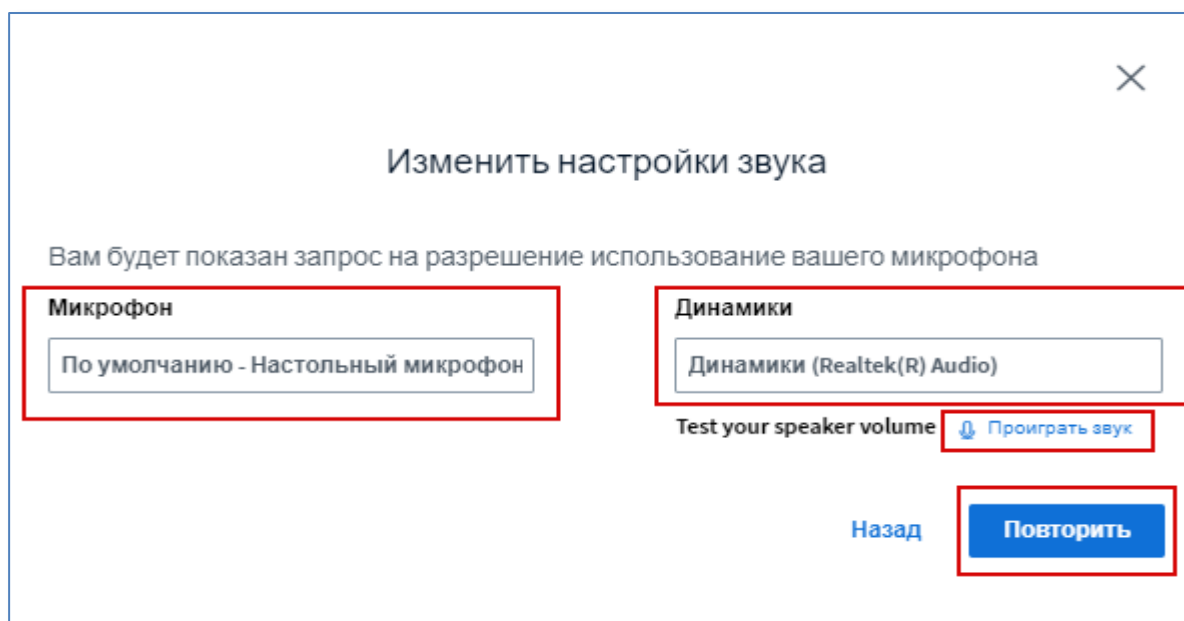 Изменить настройки звука
Вам будет показан запрос на разрешение использование вашего микрофона
Микрофон
По умолчанию - Настольный микрофон
Динамики
Динамики (Realtek(R) Audio)
Test your speaker volume Проиграть звук
Назад Повторить